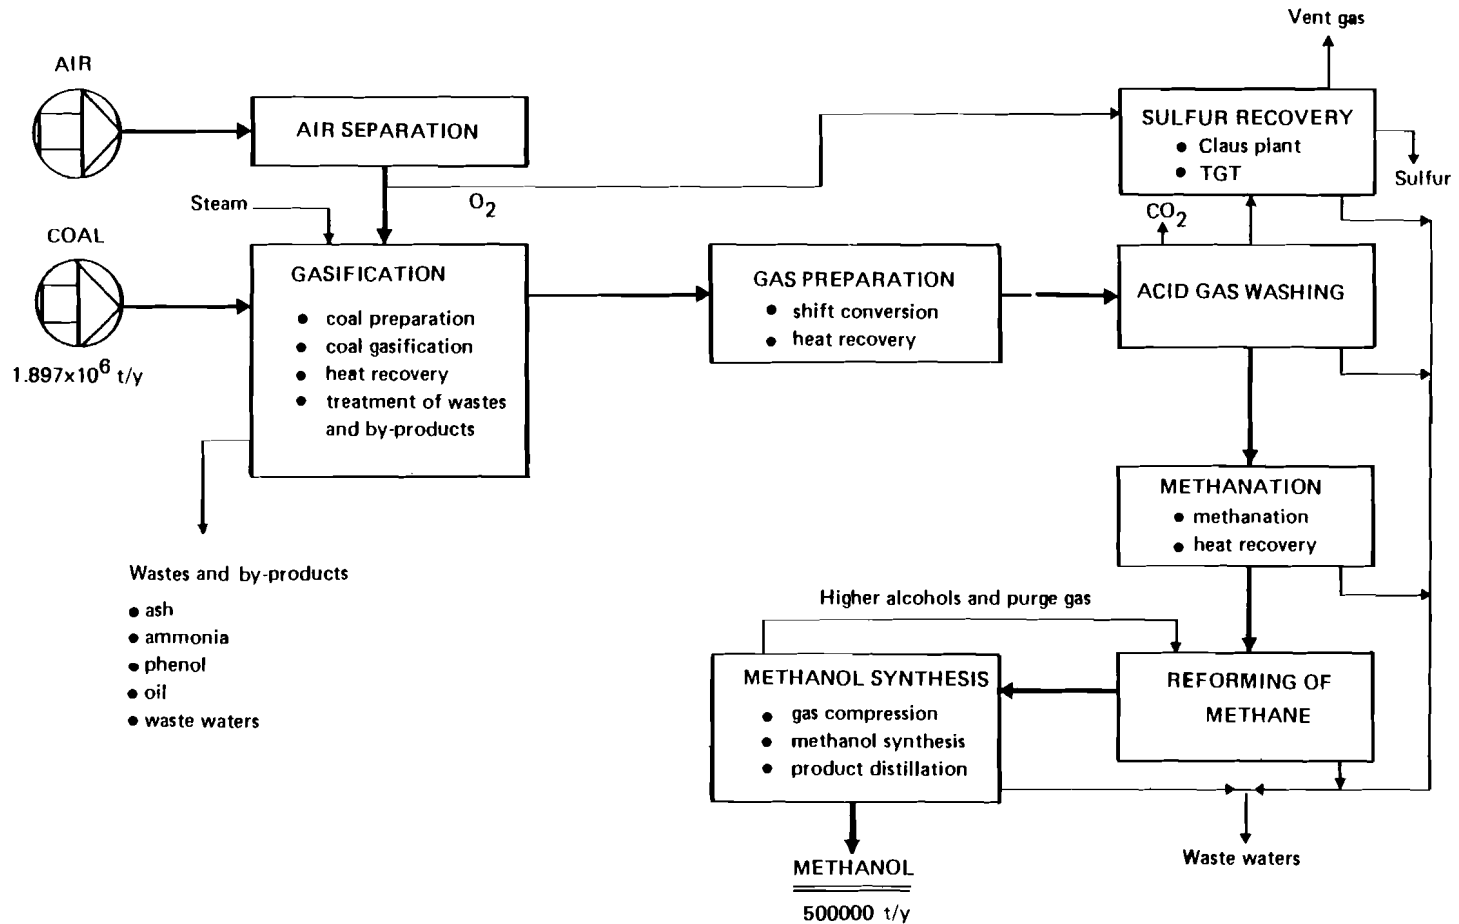 Vent gas
AIR
AIR SEPARATION
SULFUR RECOVERY
● Claus plant
● TGT
Sulfur
Steam
O2
CO2
COAL
1.897x10^6 t/y
GASIFICATION
● coal preparation
● coal gasification
● heat recovery
● treatment of wastes
and by-products
GAS PREPARATION
● shift conversion
● heat recovery
ACID GAS WASHING
METHANATION
● methanation
● heat recovery
Wastes and by-products
● ash
● ammonia
● phenol
● oil
● waste waters
Higher alcohols and purge gas
METHANOL SYNTHESIS
● gas compression
● methanol synthesis
● product distillation
REFORMING OF
METHANE
Waste waters
METHANOL
500000 t/y